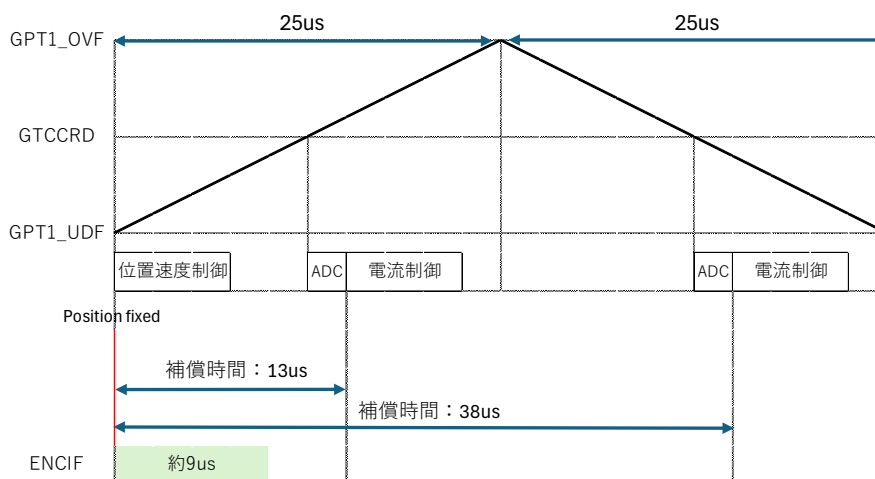 25us
25us
GPT1_OVF
GTCCRD
GPT1_UDF
位置速度制御
ADC
電流制御
ADC
電流制御
Position fixed
補償時間：13us
補償時間：38us
ENCIF
約9us